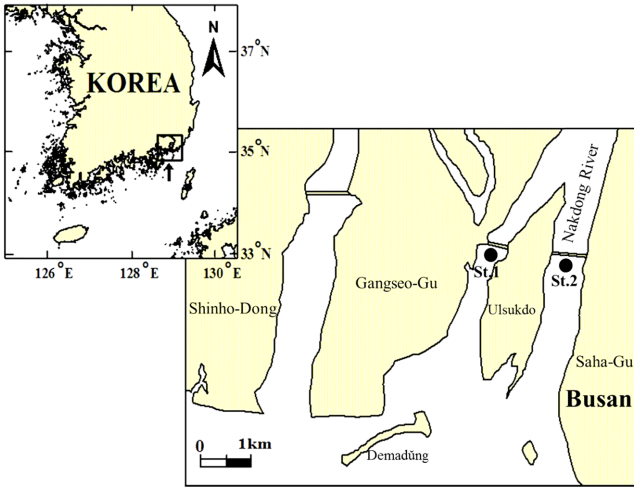 N
KOREA
37°N
35°N
33°N
126°E
128°E
130°E
Nakdong River
St.1
St.2
Gangseo-Gu
Shinho-Dong
Ulsukdo
Saha-Gu
Busan
0
1km
Demadŭng